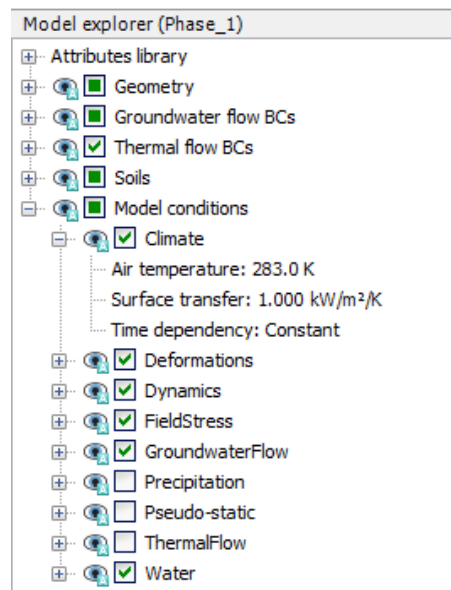 Model explorer (Phase_1)
Attributes library
Geometry
Groundwater flow BCs
Thermal flow BCs
Soils
Model conditions
Climate
Air temperature: 283.0 K
Surface transfer: 1.000 kW/m²/K
Time dependency: Constant
Deformations
Dynamics
FieldStress
GroundwaterFlow
Precipitation
Pseudo-static
ThermalFlow
Water